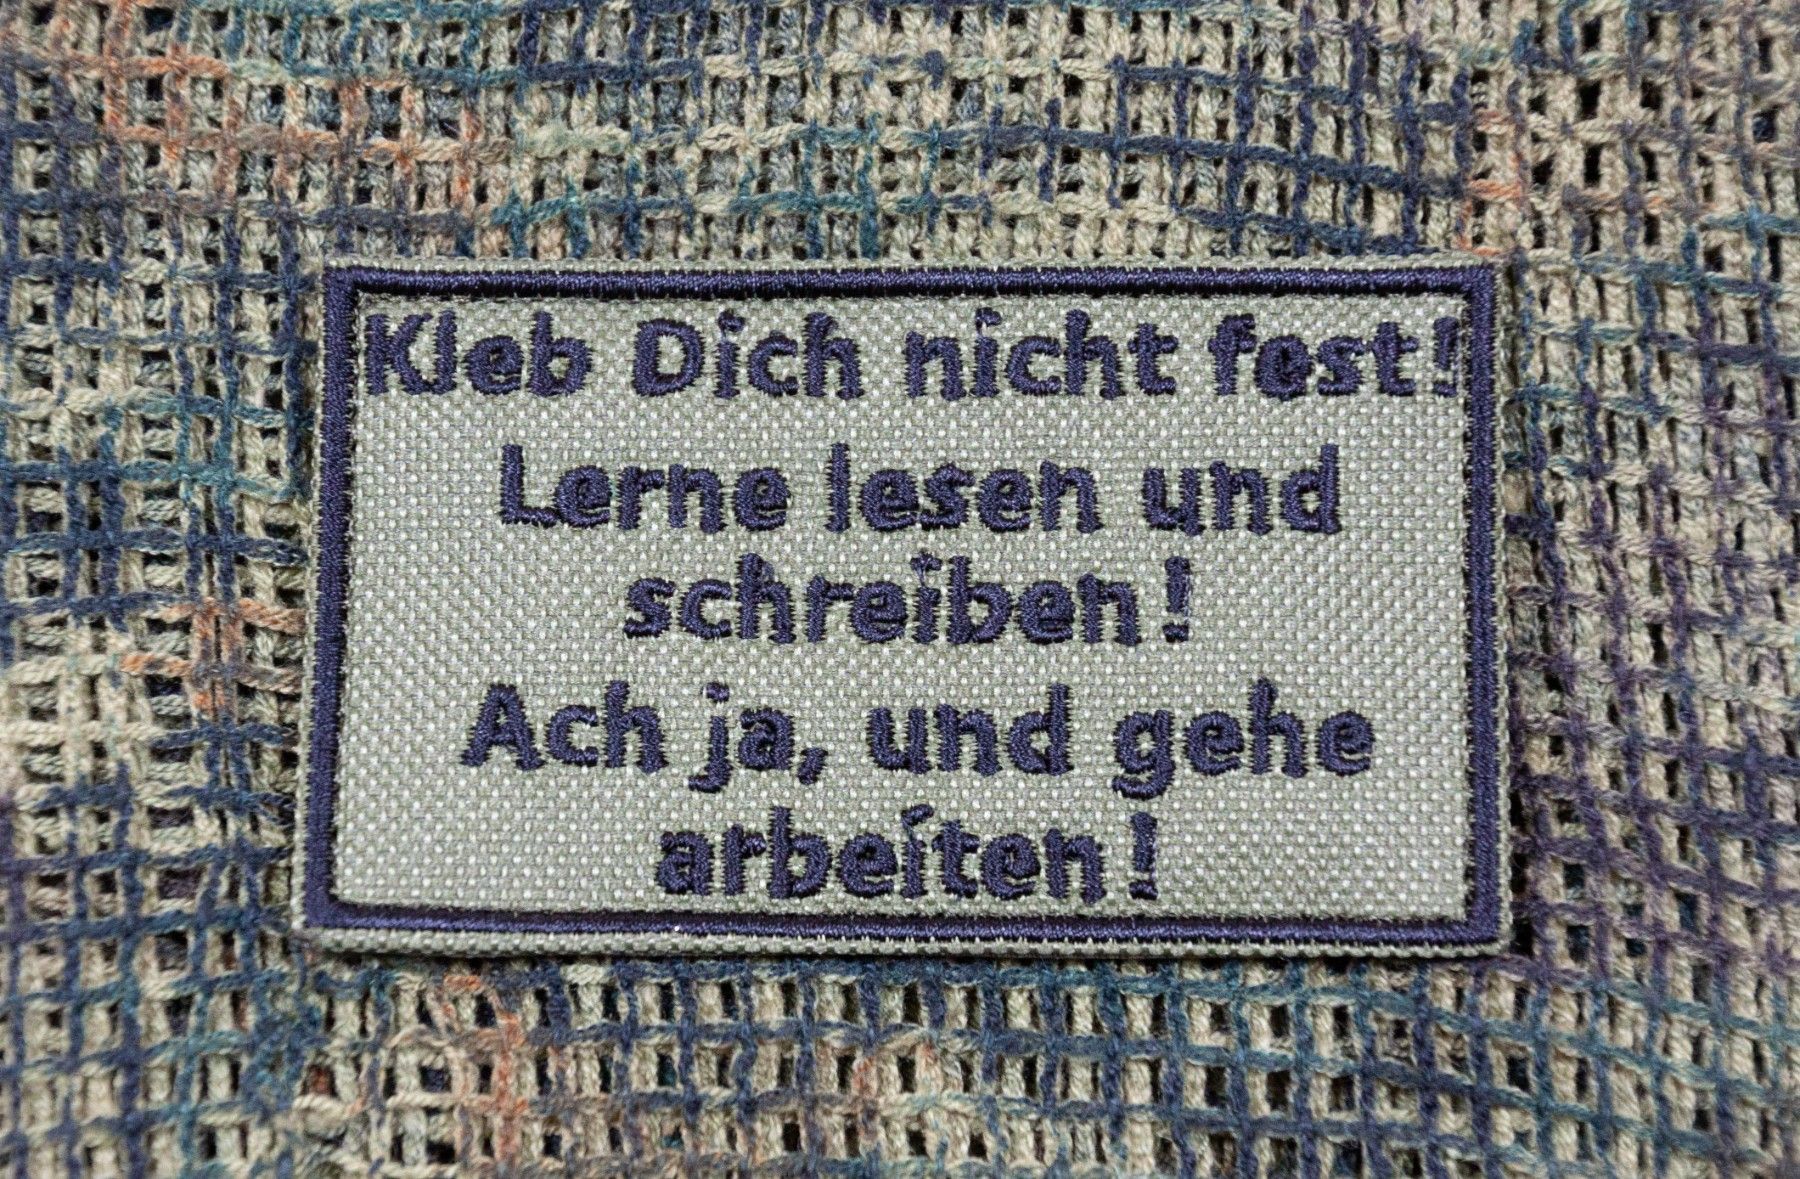 Kleb Dich nicht fest!
Lerne lesen und
schreiben!
Ach ja, und gehe
arbeiten!